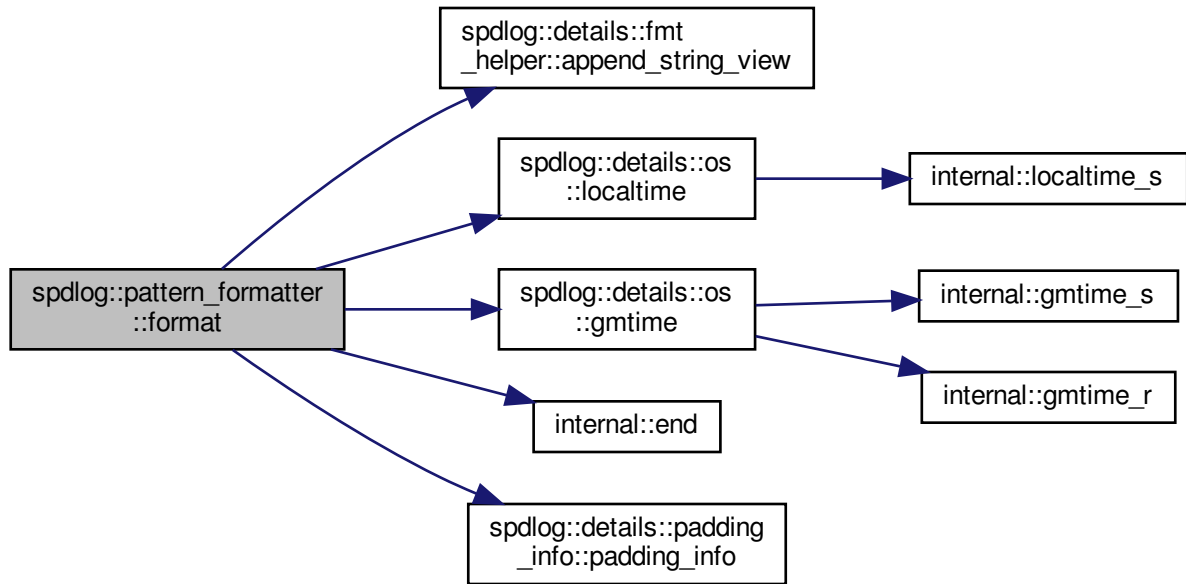 spdlog::details::fmt
_helper::append_string_view
spdlog::details::os
::localtime
internal::localtime_s
spdlog::pattern_formatter
::format
spdlog::details::os
::gmtime
internal::gmtime_s
internal::gmtime_r
internal::end
spdlog::details::padding
_info::padding_info